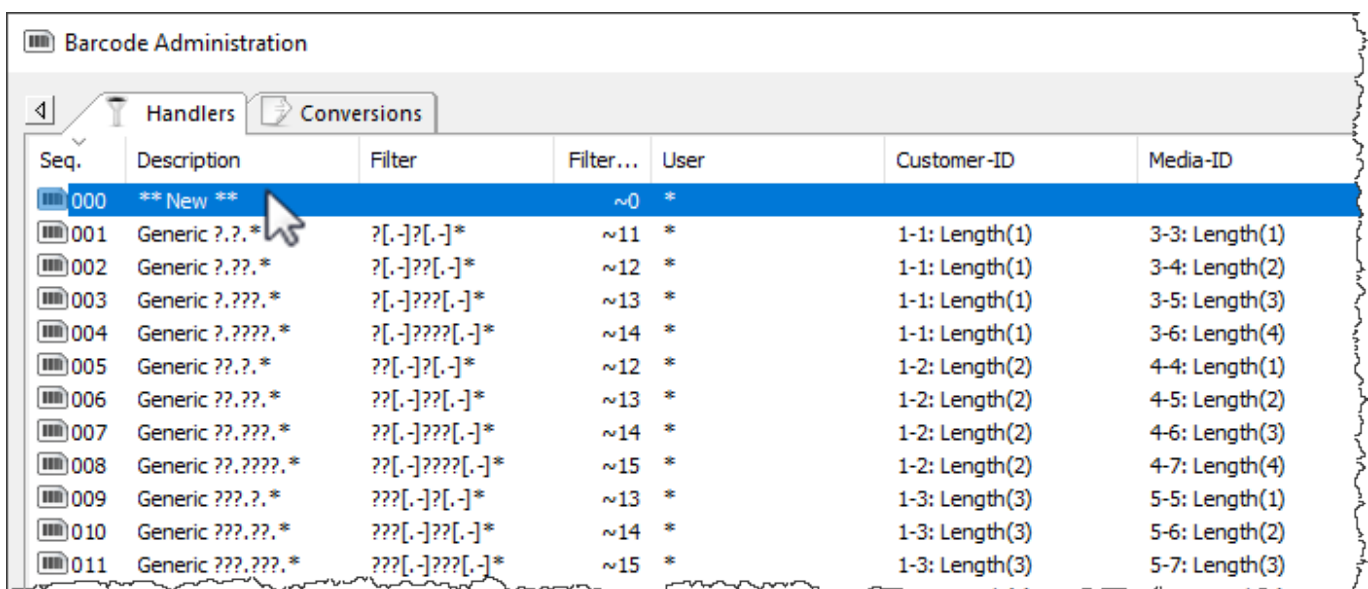 Barcode Administration
Handlers Conversions
Seq. Description Filter Filter... User Customer-ID Media-ID
000 ** New ** ~0 *
001 Generic ?.?.* ?[.-]?[.-]* ~11 * 1-1: Length(1) 3-3: Length(1)
002 Generic ?.??.* ?[.-]??[.-]* ~12 * 1-1: Length(1) 3-4: Length(2)
003 Generic ?.???.* ?[.-]???[.-]* ~13 * 1-1: Length(1) 3-5: Length(3)
004 Generic ?.????.* ?[.-]????[.-]* ~14 * 1-1: Length(1) 3-6: Length(4)
005 Generic ??.?.* ??[.-]?[.-]* ~12 * 1-2: Length(2) 4-4: Length(1)
006 Generic ??.??.* ??[.-]??[.-]* ~13 * 1-2: Length(2) 4-5: Length(2)
007 Generic ??.???.* ??[.-]???[.-]* ~14 * 1-2: Length(2) 4-6: Length(3)
008 Generic ??.????.* ??[.-]????[.-]* ~15 * 1-2: Length(2) 4-7: Length(4)
009 Generic ???.?.* ???[.-]?[.-]* ~13 * 1-3: Length(3) 5-5: Length(1)
010 Generic ???.??.* ???[.-]??[.-]* ~14 * 1-3: Length(3) 5-6: Length(2)
011 Generic ???.???.* ???[.-]???[.-]* ~15 * 1-3: Length(3) 5-7: Length(3)